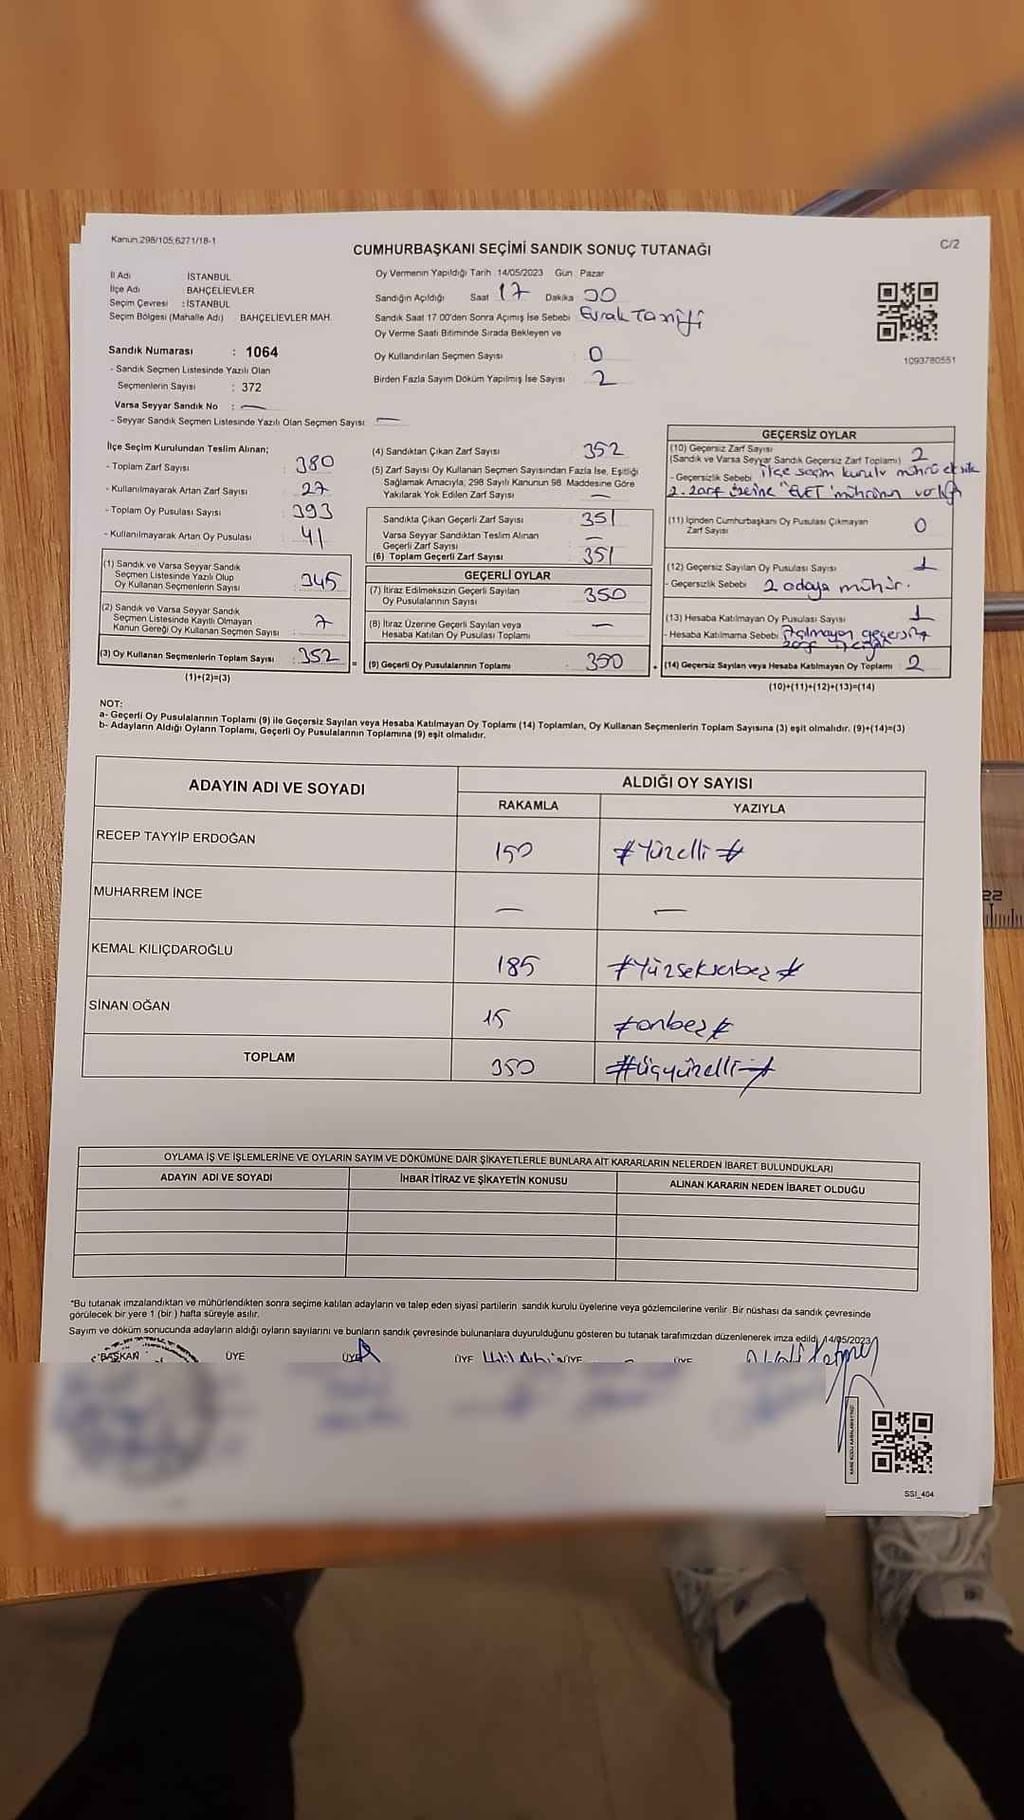 Kanun.298/105,6271/18-1
C/2
CUMHURBAŞKANI SEÇİMİ SANDIK SONUÇ TUTANAĞI
İl Adı İSTANBUL
İlçe Adı BAHÇELİEVLER
Seçim Çevresi : İSTANBUL
Seçim Bölgesi (Mahalle Adı) BAHÇELİEVLER MAH.
Sandık Numarası : 1064
- Sandık Seçmen Listesinde Yazılı Olan
Seçmenlerin Sayısı : 372
Varsa Seyyar Sandık No : —
- Seyyar Sandık Seçmen Listesinde Yazılı Olan Seçmen Sayısı —
Oy Vermenin Yapıldığı Tarih 14/05/2023 Gün Pazar
Sandığın Açıldığı Saat 17 Dakika 30
Sandık Saat 17 00'den Sonra Açımış İse Sebebi Evrak Tanzifi
Oy Verme Saati Bitiminde Sırada Bekleyen ve
Oy Kullandırılan Seçmen Sayısı 0
Birden Fazla Sayım Döküm Yapılmış İse Sayısı 2
1093780551
İlçe Seçim Kurulundan Teslim Alınan;
- Toplam Zarf Sayısı 380
- Kullanılmayarak Artan Zarf Sayısı 27
- Toplam Oy Pusulası Sayısı 393
- Kullanılmayarak Artan Oy Pusulası 41
(1) Sandık ve Varsa Seyyar Sandık
Seçmen Listesinde Yazılı Olup
Oy Kullanan Seçmenlerin Sayısı 345
(2) Sandık ve Varsa Seyyar Sandık
Seçmen Listesinde Kayıtlı Olmayan
Kanun Gereği Oy Kullanan Seçmen Sayısı 7
(3) Oy Kullanan Seçmenlerin Toplam Sayısı 352 =
(1)+(2)=(3)
(4) Sandıktan Çıkan Zarf Sayısı 352
(5) Zarf Sayısı Oy Kullanan Seçmen Sayısından Fazla İse, Eşitliği
Sağlamak Amacıyla, 298 Sayılı Kanunun 98. Maddesine Göre
Yakılarak Yok Edilen Zarf Sayısı —
Sandıkta Çıkan Geçerli Zarf Sayısı 351
Varsa Seyyar Sandıktan Teslim Alınan
Geçerli Zarf Sayısı —
(6) Toplam Geçerli Zarf Sayısı 351
GEÇERLİ OYLAR
(7) İtiraz Edilmeksizin Geçerli Sayılan
Oy Pusulalarının Sayısı 350
(8) İtiraz Üzerine Geçerli Sayılan veya
Hesaba Katılan Oy Pusulası Toplamı —
(9) Geçerli Oy Pusulalarının Toplamı 350
GEÇERSİZ OYLAR
(10) Geçersiz Zarf Sayısı
(Sandık ve Varsa Seyyar Sandık Geçersiz Zarf Toplamı) 2
- Geçersizlik Sebebi ilçe seçim kurulu mührü eksik
2. zarf üzerine "EVET" mührünün varlığı
(11) İçinden Cumhurbaşkanı Oy Pusulası Çıkmayan
Zarf Sayısı 0
(12) Geçersiz Sayılan Oy Pusulası Sayısı 1
- Geçersizlik Sebebi 2 adaya mühür.
(13) Hesaba Katılmayan Oy Pusulası Sayısı 1
- Hesaba Katılmama Sebebi Açılmayan geçersiz
(14) Geçersiz Sayılan veya Hesaba Katılmayan Oy Toplamı 2
(10)+(11)+(12)+(13)=(14)
NOT:
a- Geçerli Oy Pusulalarının Toplamı (9) ile Geçersiz Sayılan veya Hesaba Katılmayan Oy Toplamı (14) Toplamları, Oy Kullanan Seçmenlerin Toplam Sayısına (3) eşit olmalıdır. (9)+(14)=(3)
b- Adayların Aldığı Oyların Toplamı, Geçerli Oy Pusulalarının Toplamına (9) eşit olmalıdır.
ADAYIN ADI VE SOYADI ALDIĞI OY SAYISI
RAKAMLA YAZIYLA
RECEP TAYYİP ERDOĞAN 150 #Yüzelli#
MUHARREM İNCE — —
KEMAL KILIÇDAROĞLU 185 #Yüzseksenbeş#
SİNAN OĞAN 15 #onbeş#
TOPLAM 350 #üçyüzelli#
OYLAMA İŞ VE İŞLEMLERİNE VE OYLARIN SAYIM VE DÖKÜMÜNE DAİR ŞİKAYETLERLE BUNLARA AİT KARARLARIN NELERDEN İBARET BULUNDUKLARI
ADAYIN ADI VE SOYADI İHBAR İTİRAZ VE ŞİKAYETİN KONUSU ALINAN KARARIN NEDEN İBARET OLDUĞU
*Bu tutanak imzalandıktan ve mühürlendikten sonra seçime katılan adayların ve talep eden siyasi partilerin sandık kurulu üyelerine veya gözlemcilerine verilir. Bir nüshası da sandık çevresinde
görülecek bir yere 1 (bir ) hafta süreyle asılır.
Sayım ve döküm sonucunda adayların aldığı oyların sayılarını ve bunların sandık çevresinde bulunanlara duyurulduğunu gösteren bu tutanak tarafımızdan düzenlenerek imza edildi. 14/05/2023
BAŞKAN ÜYE ÜYE ÜYE ÜYE ÜYE
SSI_404
22